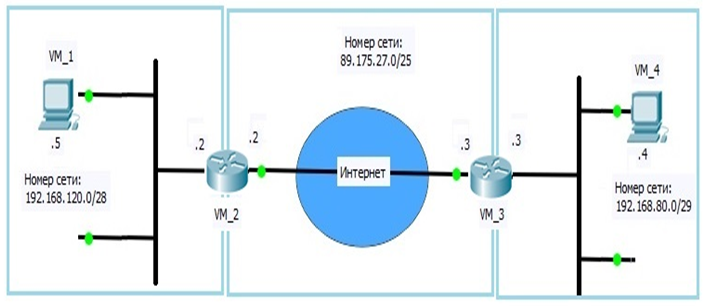 VM_1
.5
Номер сети:
192.168.120.0/28
.2
.2
VM_2
Номер сети:
89.175.27.0/25
Интернет
.3
.3
VM_3
VM_4
.4
Номер сети:
192.168.80.0/29